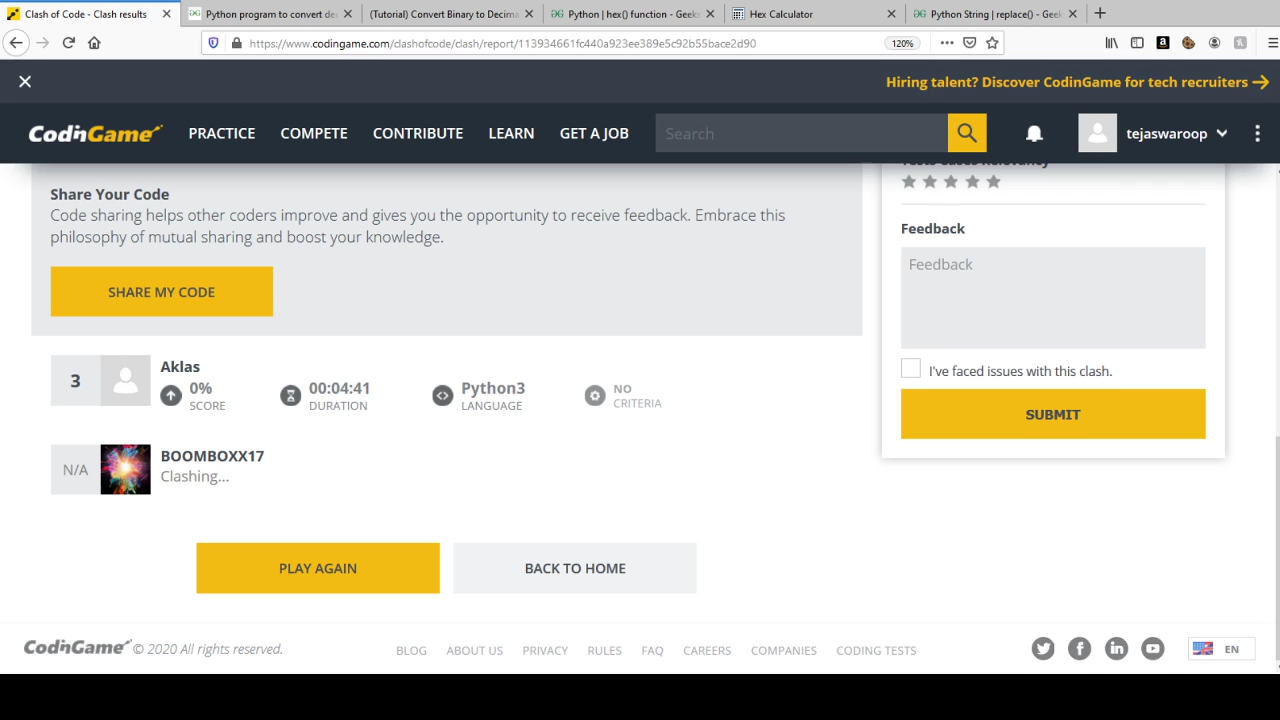 Clash of Code - Clash results
Python program to convert de
(Tutorial) Convert Binary to Decima
Python | hex() function - Geeks
Hex Calculator
Python String | replace() - Geek
https://www.codingame.com/clashofcode/clash/report/113934661fc440a923ee389e5c92b55bace2d90
120%
Hiring talent? Discover CodinGame for tech recruiters
CodinGame
PRACTICE
COMPETE
CONTRIBUTE
LEARN
GET A JOB
Search
tejaswaroop
Share Your Code
Code sharing helps other coders improve and gives you the opportunity to receive feedback. Embrace this
philosophy of mutual sharing and boost your knowledge.
SHARE MY CODE
Feedback
Feedback
I've faced issues with this clash.
SUBMIT
3
Aklas
0%
SCORE
00:04:41
DURATION
Python3
LANGUAGE
NO
CRITERIA
N/A
BOOMBOXX17
Clashing...
PLAY AGAIN
BACK TO HOME
CodinGame © 2020 All rights reserved.
BLOG
ABOUT US
PRIVACY
RULES
FAQ
CAREERS
COMPANIES
CODING TESTS
EN